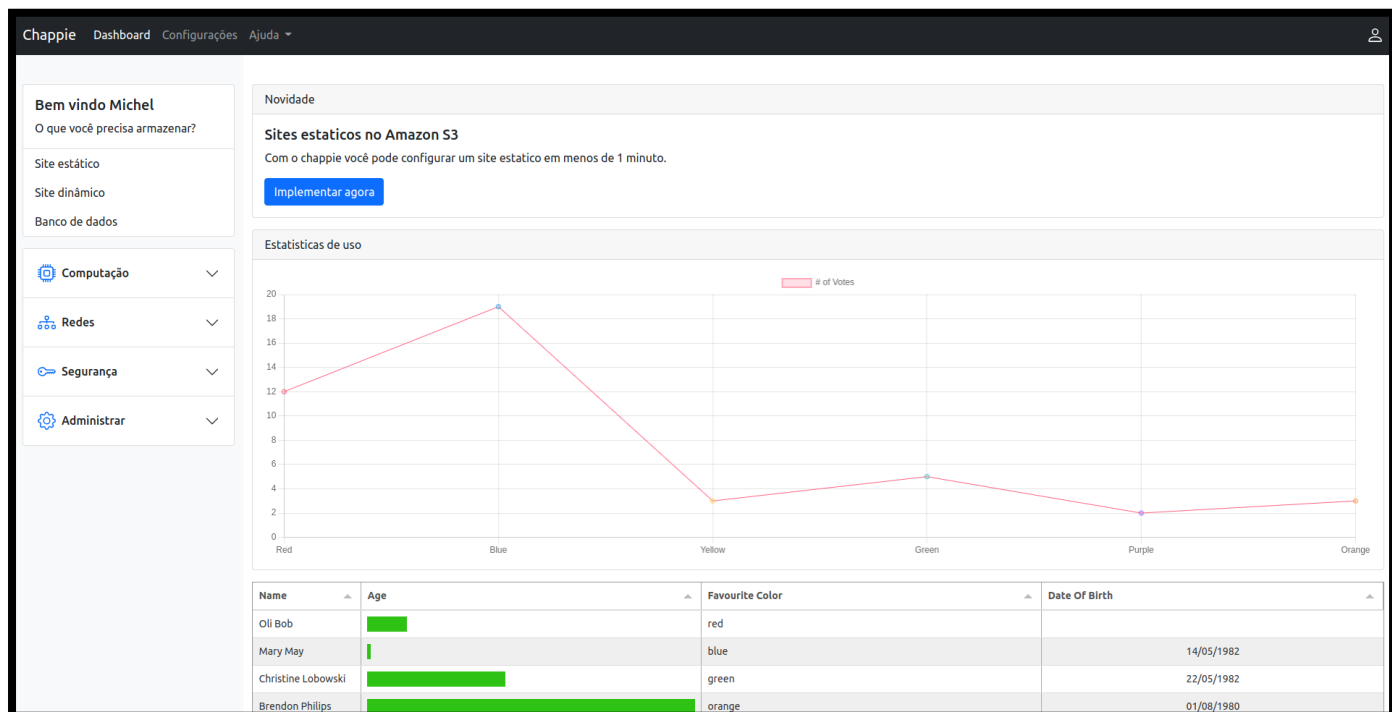 Chappie Dashboard Configurações Ajuda
Bem vindo Michel
O que você precisa armazenar?
Site estático
Site dinâmico
Banco de dados
Computação
Redes
Segurança
Administrar
Novidade
Sites estaticos no Amazon S3
Com o chappie você pode configurar um site estatico em menos de 1 minuto.
Implementar agora
Estatisticas de uso
# of Votes
20
18
16
14
12
10
8
6
4
2
0
Red Blue Yellow Green Purple Orange
Name Age Favourite Color Date Of Birth
Oli Bob red
Mary May blue 14/05/1982
Christine Lobowski green 22/05/1982
Brendon Philips orange 01/08/1980